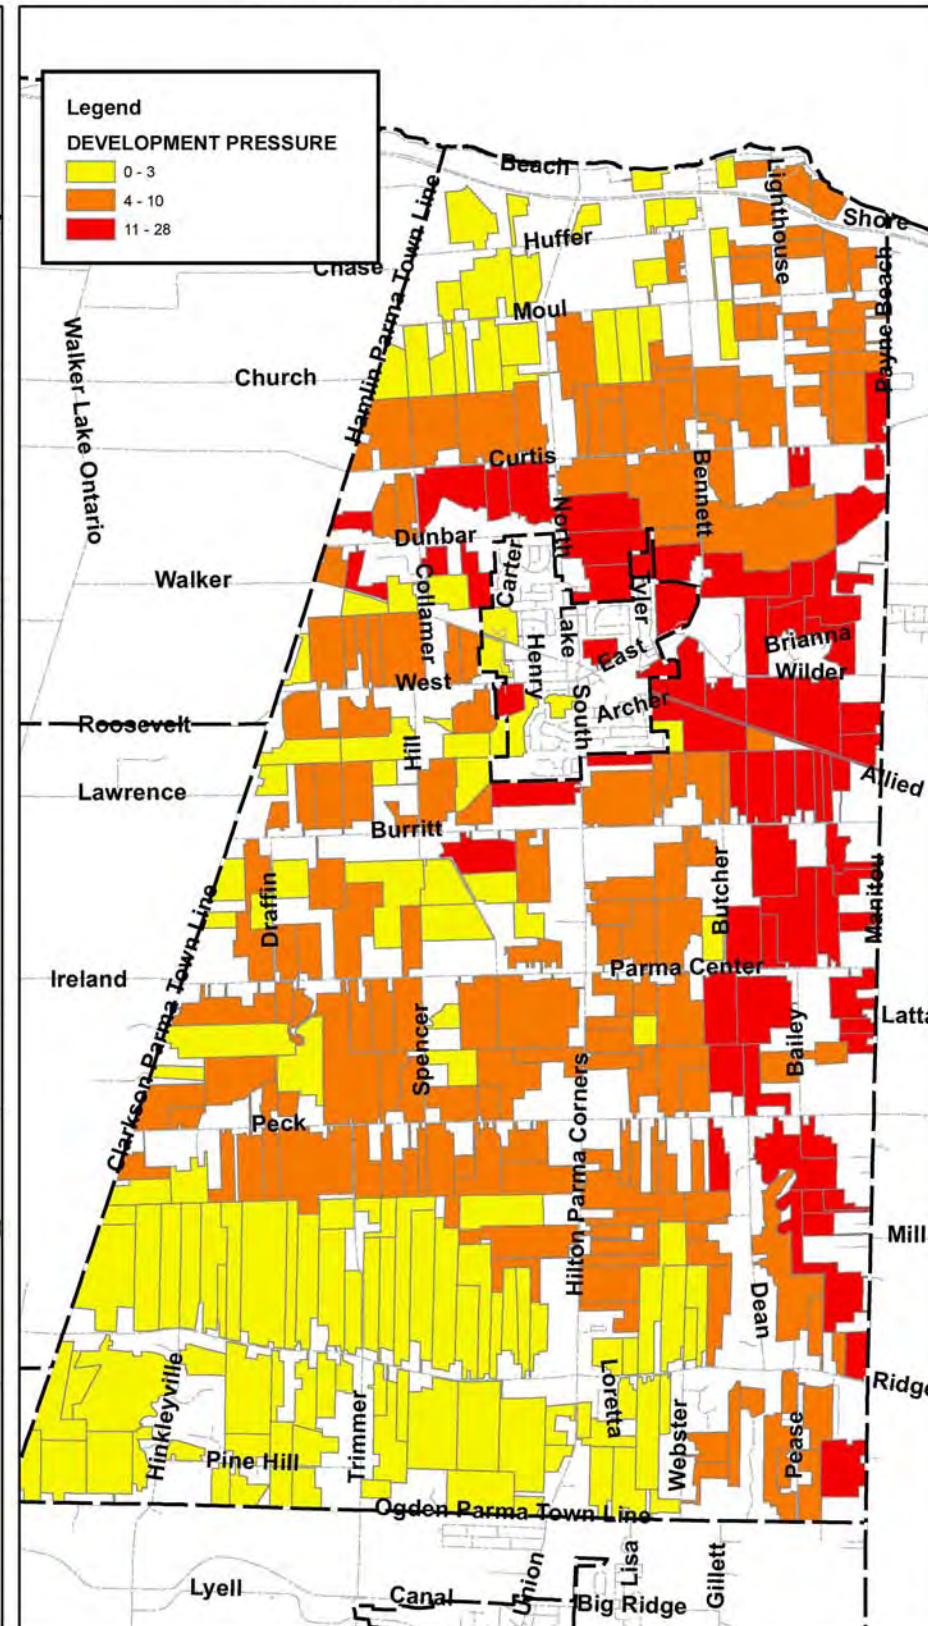 Legend
DEVELOPMENT PRESSURE
0 - 3
4 - 10
11 - 28
Beach
Lighthouse
Shore
Huffer
Chase
Hamlin Parma Town Line
Payne Beach
Moul
Walker Lake Ontario
Church
Curtis
Bennett
North
Dunbar
Carter
Walker
Collamer
Tyler
Lake
Henry
East
Brianna
Wilder
West
South
Archer
Roosevelt
Hill
Allied
Lawrence
Burritt
Butcher
Manitou
Draffin
Clarkson Parma Town Line
Parma Center
Ireland
Spencer
Bailey
Latta
Peck
Hilton Parma Corners
Mill
Dean
Ridge
Hinkleyville
Trimmer
Loretta
Webster
Pease
Pine Hill
Ogden Parma Town Line
Lyell
Canal
Union
Lisa
Gillett
Big Ridge